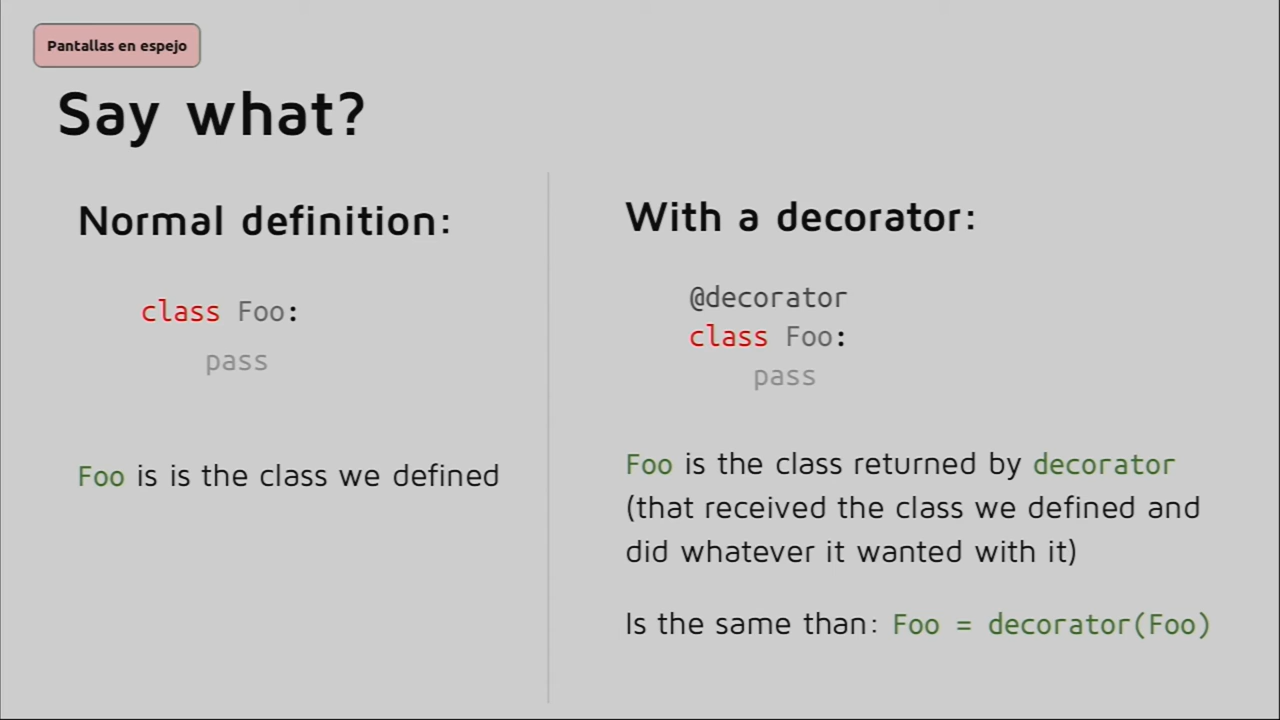 Pantallas en espejo
Say what?
Normal definition:
class Foo:
pass
Foo is is the class we defined
With a decorator:
@decorator
class Foo:
pass
Foo is the class returned by decorator
(that received the class we defined and
did whatever it wanted with it)
Is the same than: Foo = decorator(Foo)